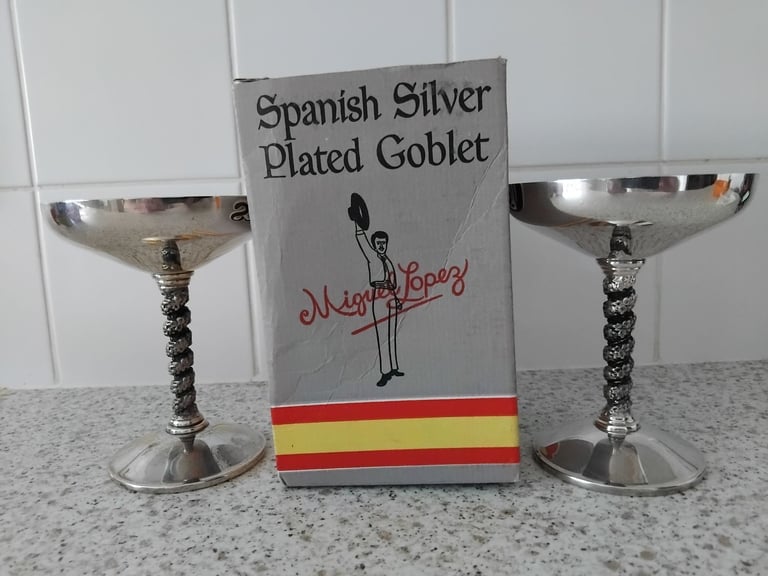 Spanish Silver
Plated Goblet
Miguel Lopez